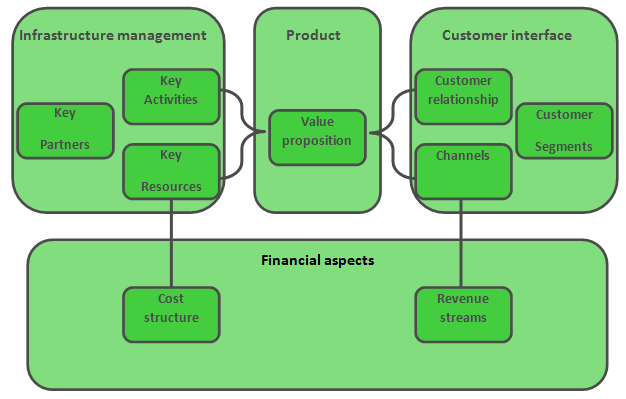 Infrastructure management
Product
Customer interface
Key
Activities
Key
Partners
Key
Resources
Value
proposition
Customer
relationship
Channels
Customer
Segments
Financial aspects
Cost
structure
Revenue
streams